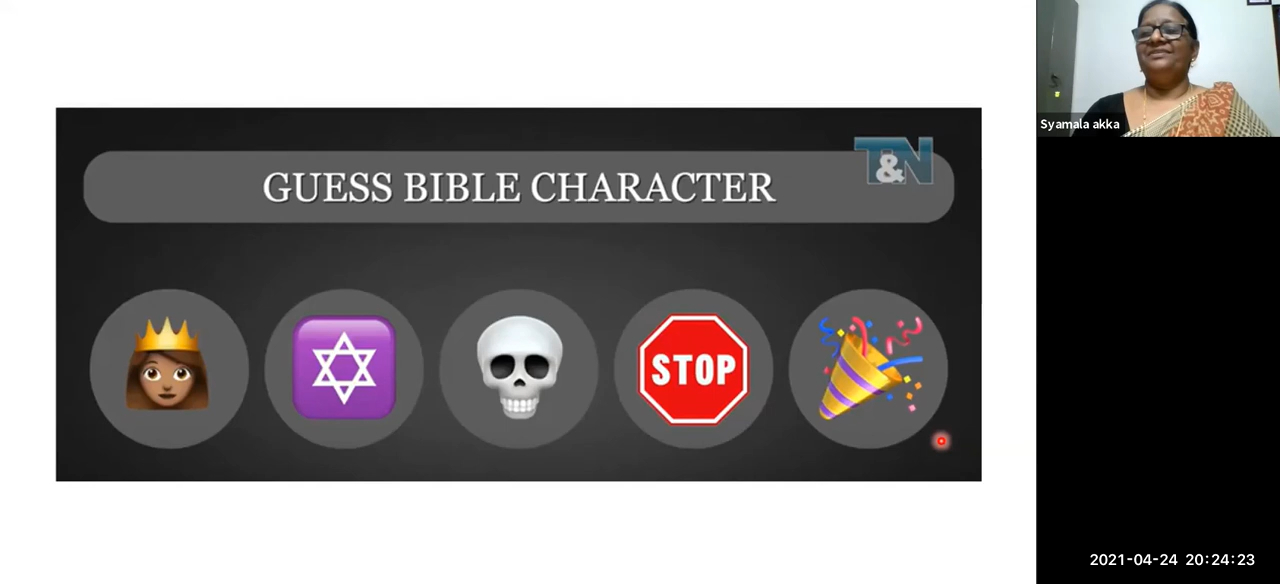 T&N
GUESS BIBLE CHARACTER
STOP
Syamala akka
2021-04-24 20:24:23